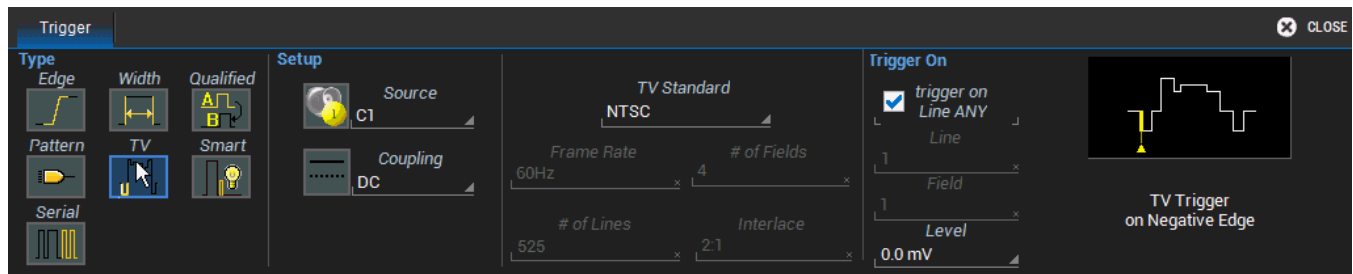 Trigger
CLOSE
Type
Edge
Width
Qualified
A
B
Pattern
TV
Smart
Serial
Setup
1
Source
C1
Coupling
DC
TV Standard
NTSC
Frame Rate
60Hz
# of Fields
4
# of Lines
525
Interlace
2:1
Trigger On
trigger on
Line ANY
Line
1
Field
1
Level
0.0 mV
TV Trigger
on Negative Edge